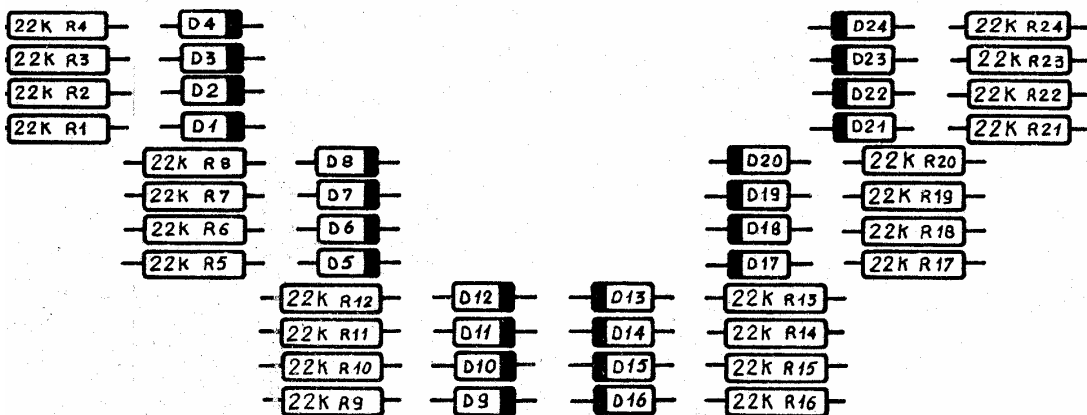 22K R4 D4 D24 22K R24
22K R3 D3 D23 22K R23
22K R2 D2 D22 22K R22
22K R1 D1 D21 22K R21
22K R8 D8 D20 22K R20
22K R7 D7 D19 22K R19
22K R6 D6 D18 22K R18
22K R5 D5 D17 22K R17
22K R12 D12 D13 22K R13
22K R11 D11 D14 22K R14
22K R10 D10 D15 22K R15
22K R9 D9 D16 22K R16